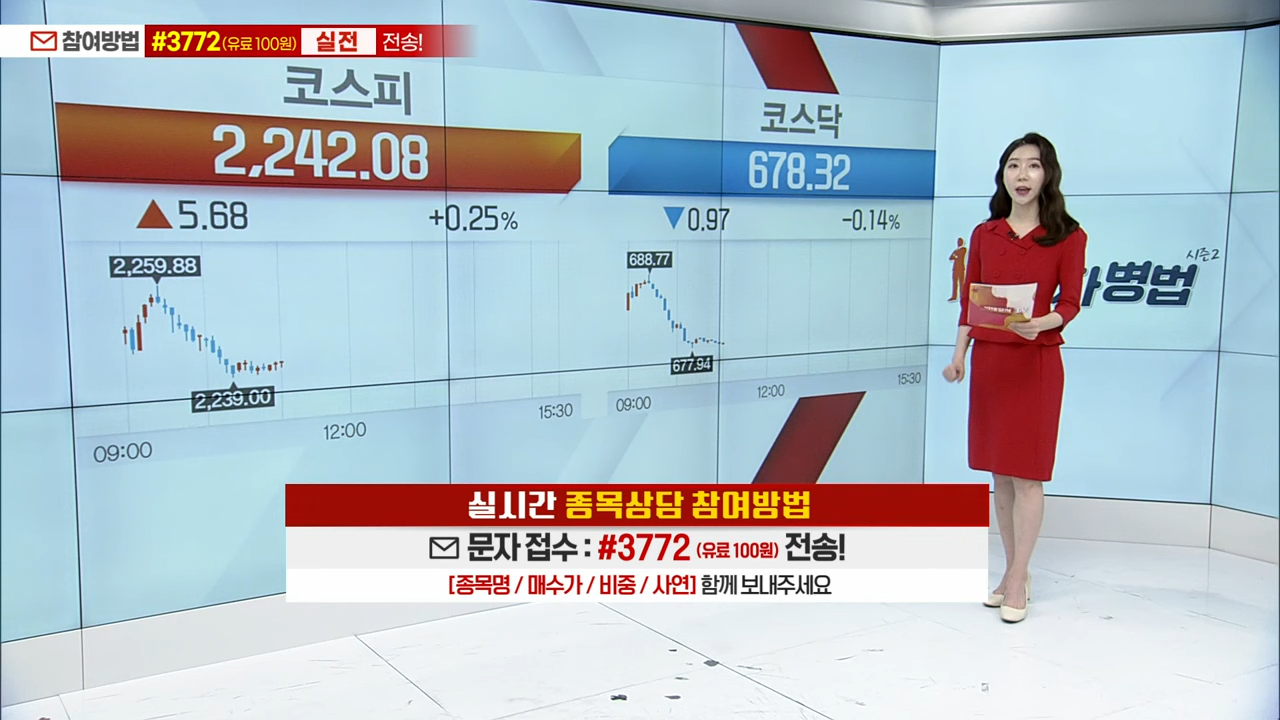 참여방법 #3772 (유료 100원) 실전 전송!
코스피
2,242.08
▲ 5.68 +0.25%
2,259.88
2,239.00
09:00 12:00 15:30
코스닥
678.32
▼ 0.97 -0.14%
688.77
677.94
09:00 12:00 15:30
병법 시즌2
실시간 종목상담 참여방법
문자 접수 : #3772 (유료 100원) 전송!
[종목명 / 매수가 / 비중 / 사연] 함께 보내주세요